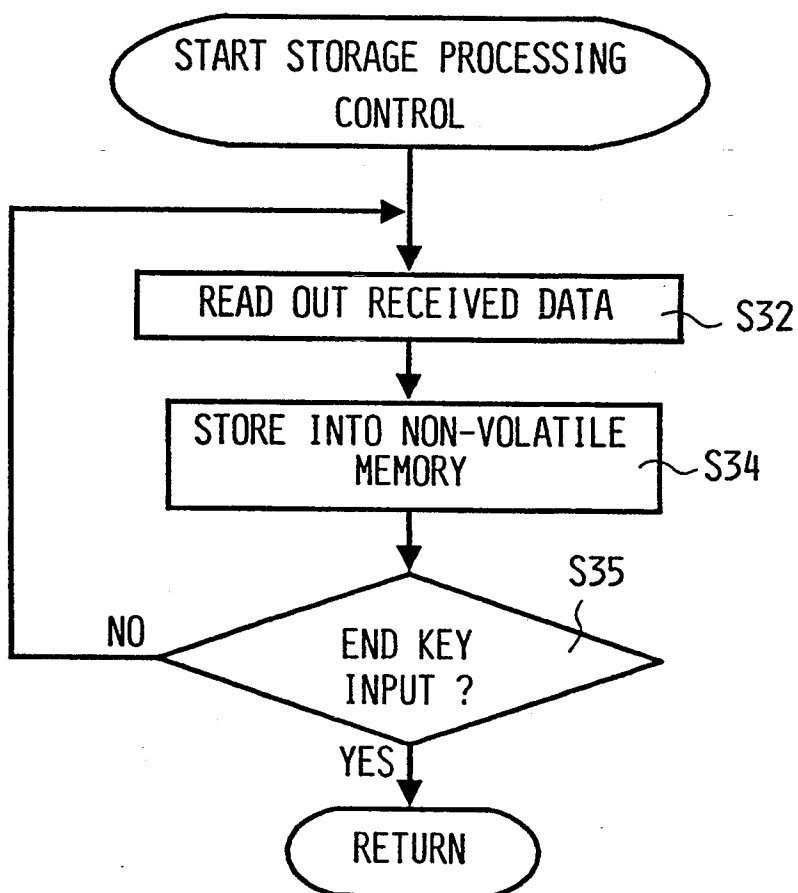 START STORAGE PROCESSING
CONTROL
READ OUT RECEIVED DATA
S32
STORE INTO NON-VOLATILE
MEMORY
S34
S35
NO
END KEY
INPUT ?
YES
RETURN